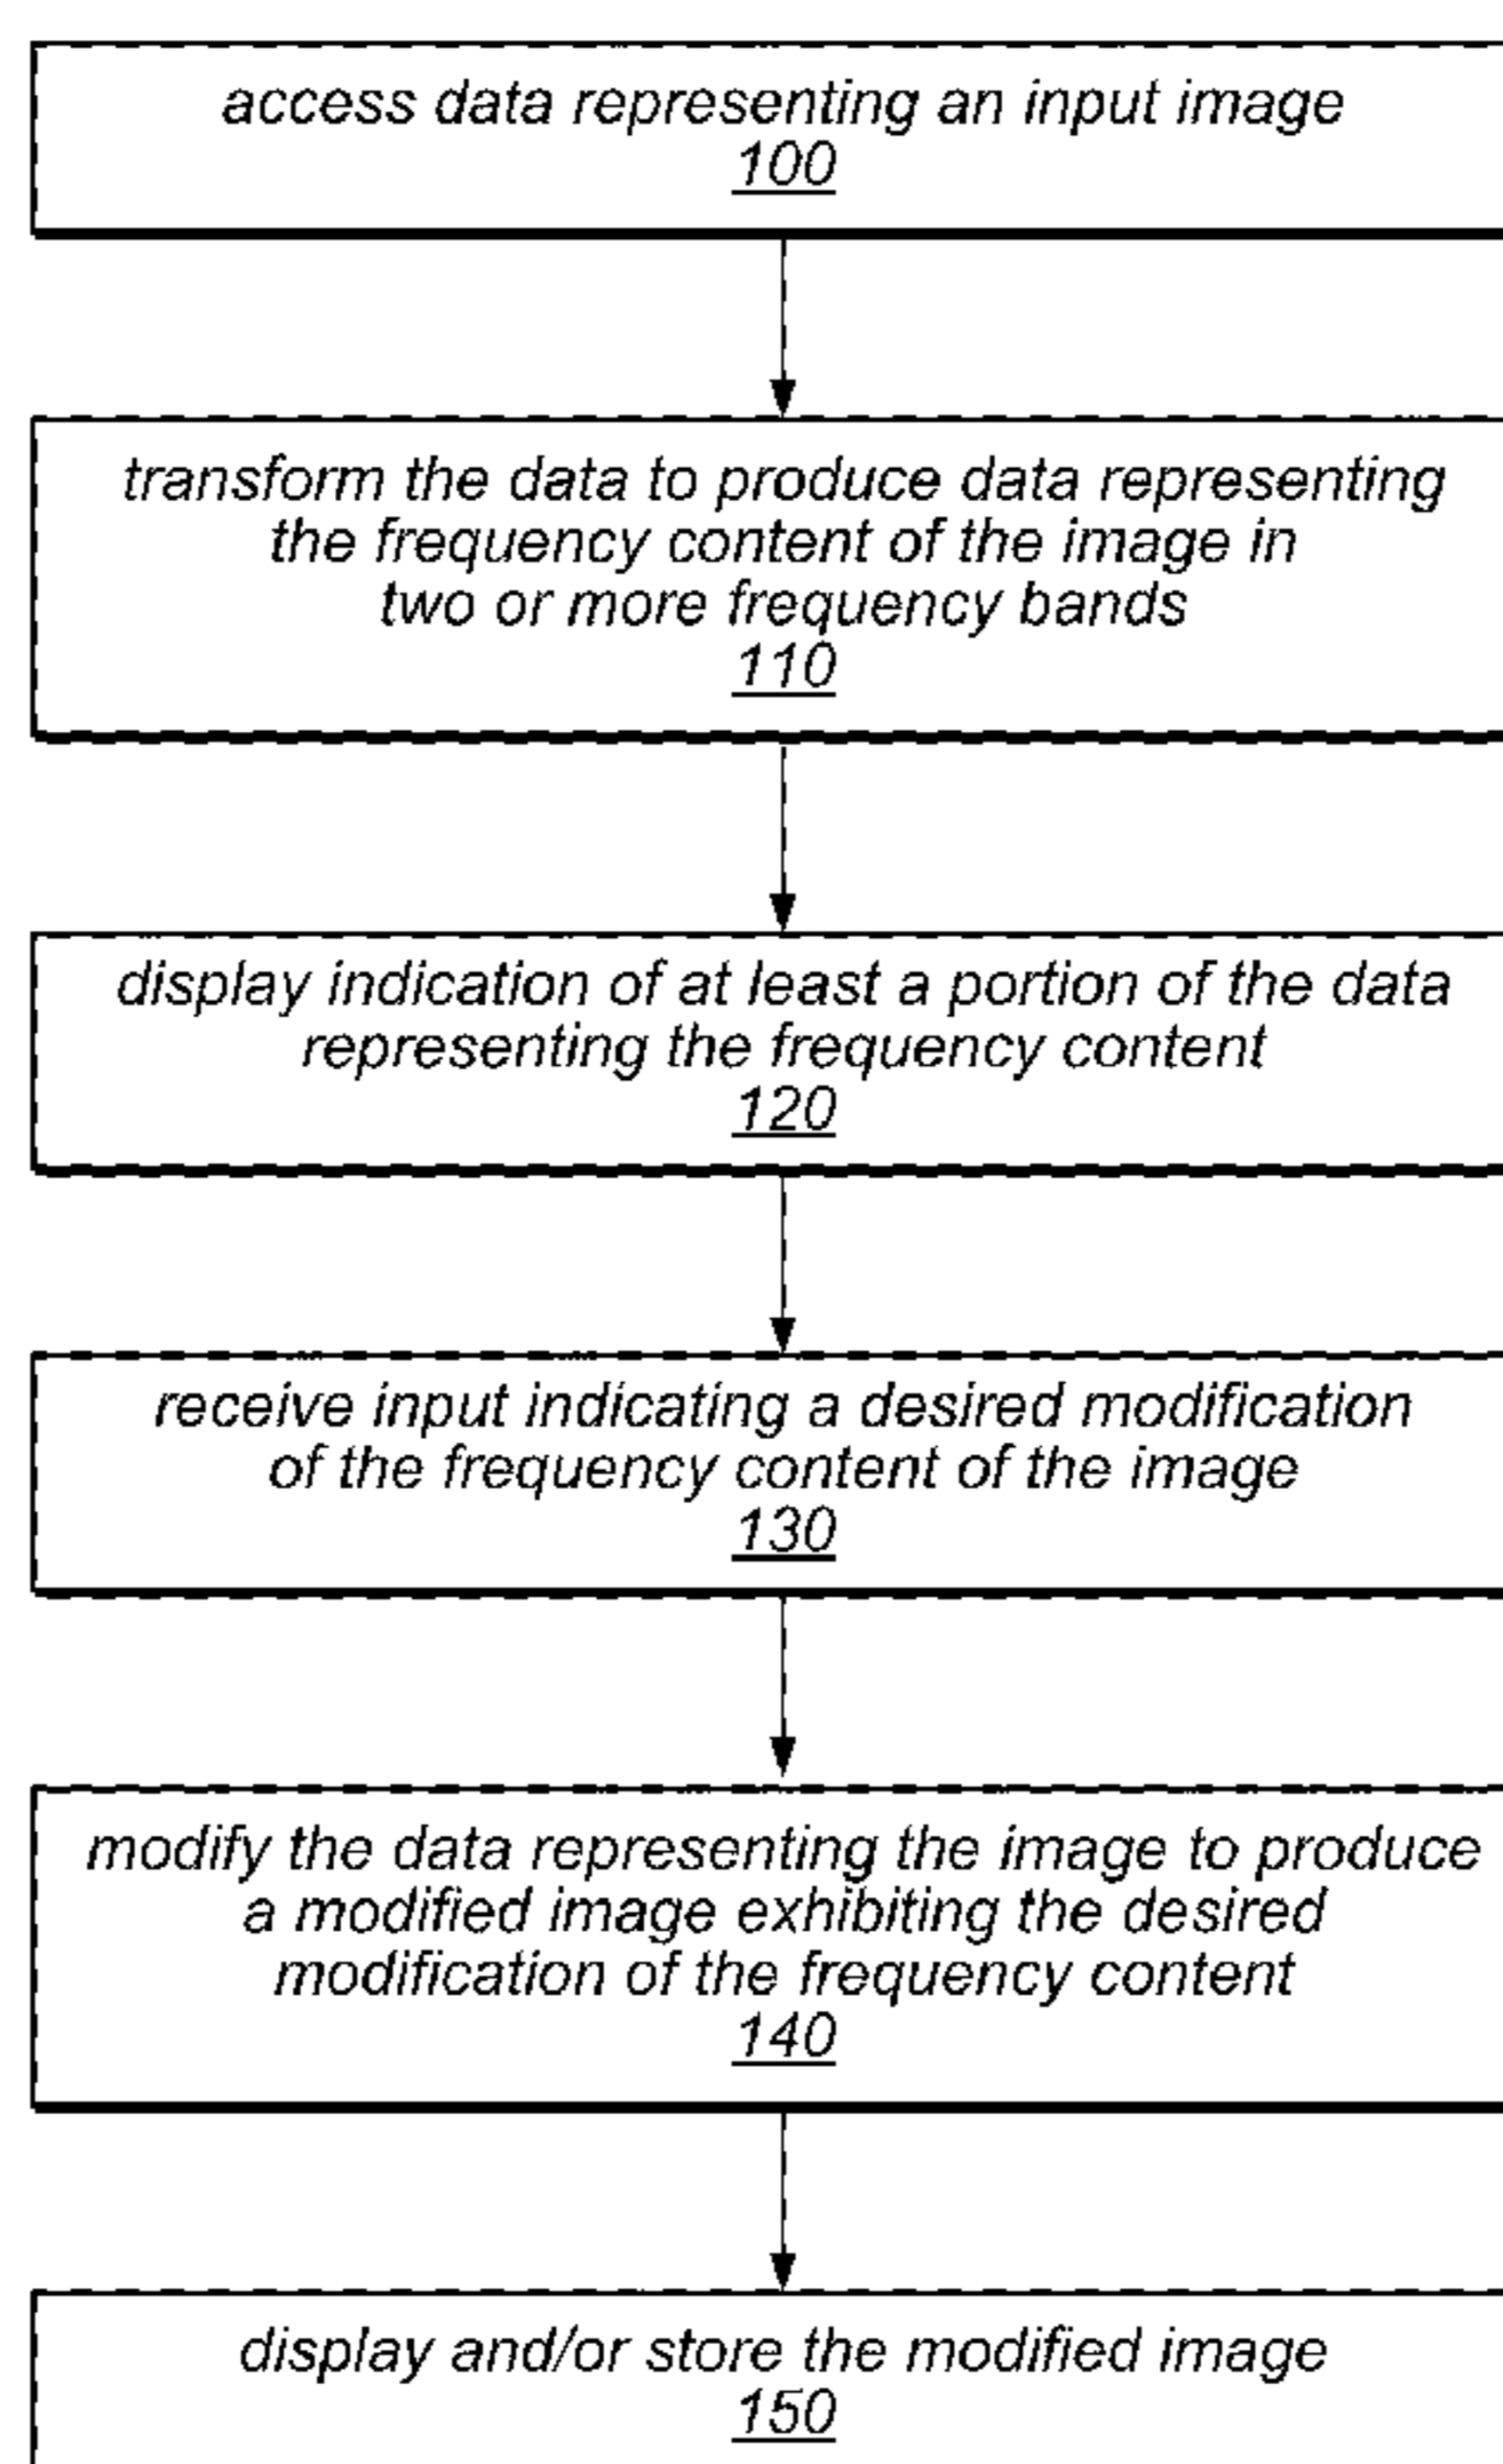 access data representing an input image
100
transform the data to produce data representing
the frequency content of the image in
two or more frequency bands
110
display indication of at least a portion of the data
representing the frequency content
120
receive input indicating a desired modification
of the frequency content of the image
130
modify the data representing the image to produce
a modified image exhibiting the desired
modification of the frequency content
140
display and/or store the modified image
150